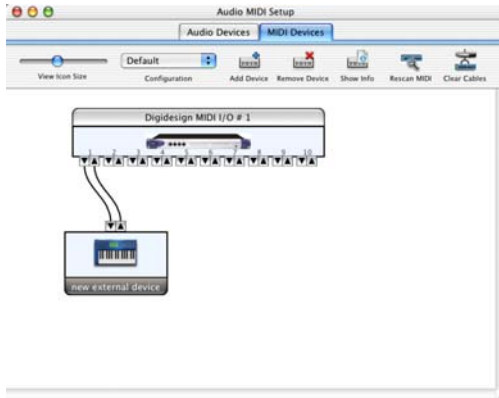 Audio MIDI Setup
Audio Devices MIDI Devices
Default
View Icon Size Configuration Add Device Remove Device Show Info Rescan MIDI Clear Cables
Digidesign MIDI I/O # 1
1 2 3 4 5 6 7 8 9 10
new external device